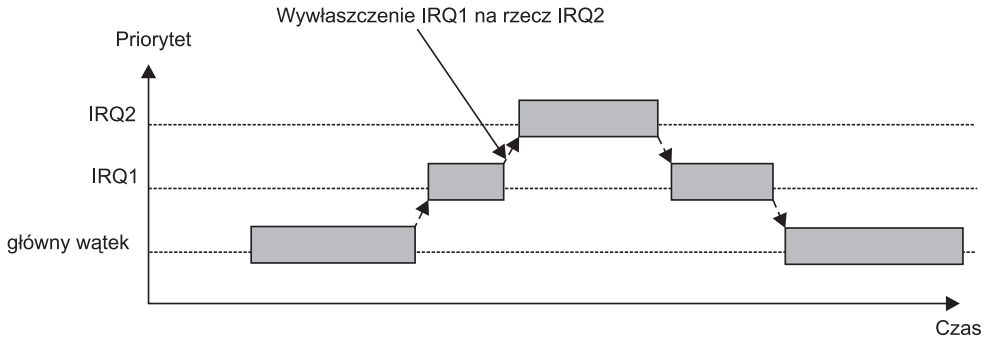 Wywłaszczenie IRQ1 na rzecz IRQ2
Priorytet
IRQ2
IRQ1
główny wątek
Czas